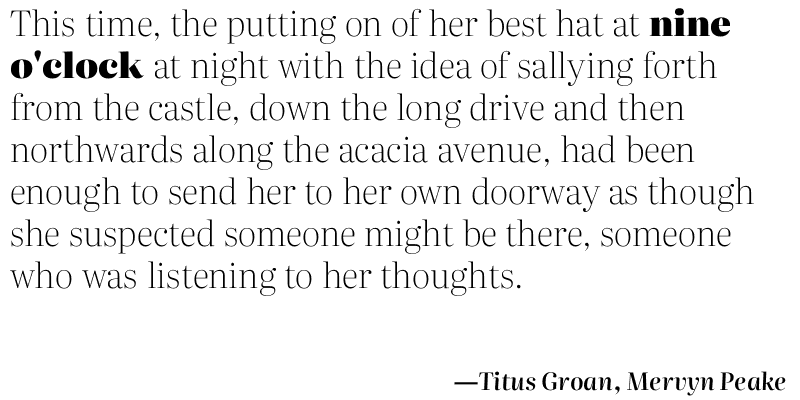 This time, the putting on of her best hat at nine
o'clock at night with the idea of sallying forth
from the castle, down the long drive and then
northwards along the acacia avenue, had been
enough to send her to her own doorway as though
she suspected someone might be there, someone
who was listening to her thoughts.
—Titus Groan, Mervyn Peake